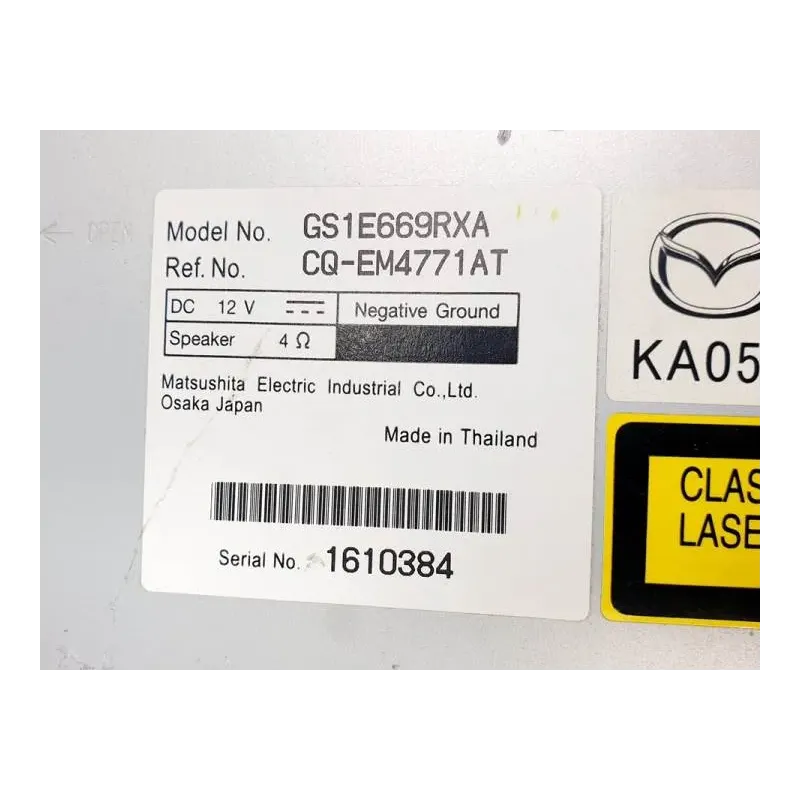 ← OPEN
Model No. GS1E669RXA
Ref. No. CQ-EM4771AT
DC 12 V ⎓ Negative Ground
Speaker 4 Ω
Matsushita Electric Industrial Co.,Ltd.
Osaka Japan
Made in Thailand
Serial No. 1610384
KA05
CLAS
LASE